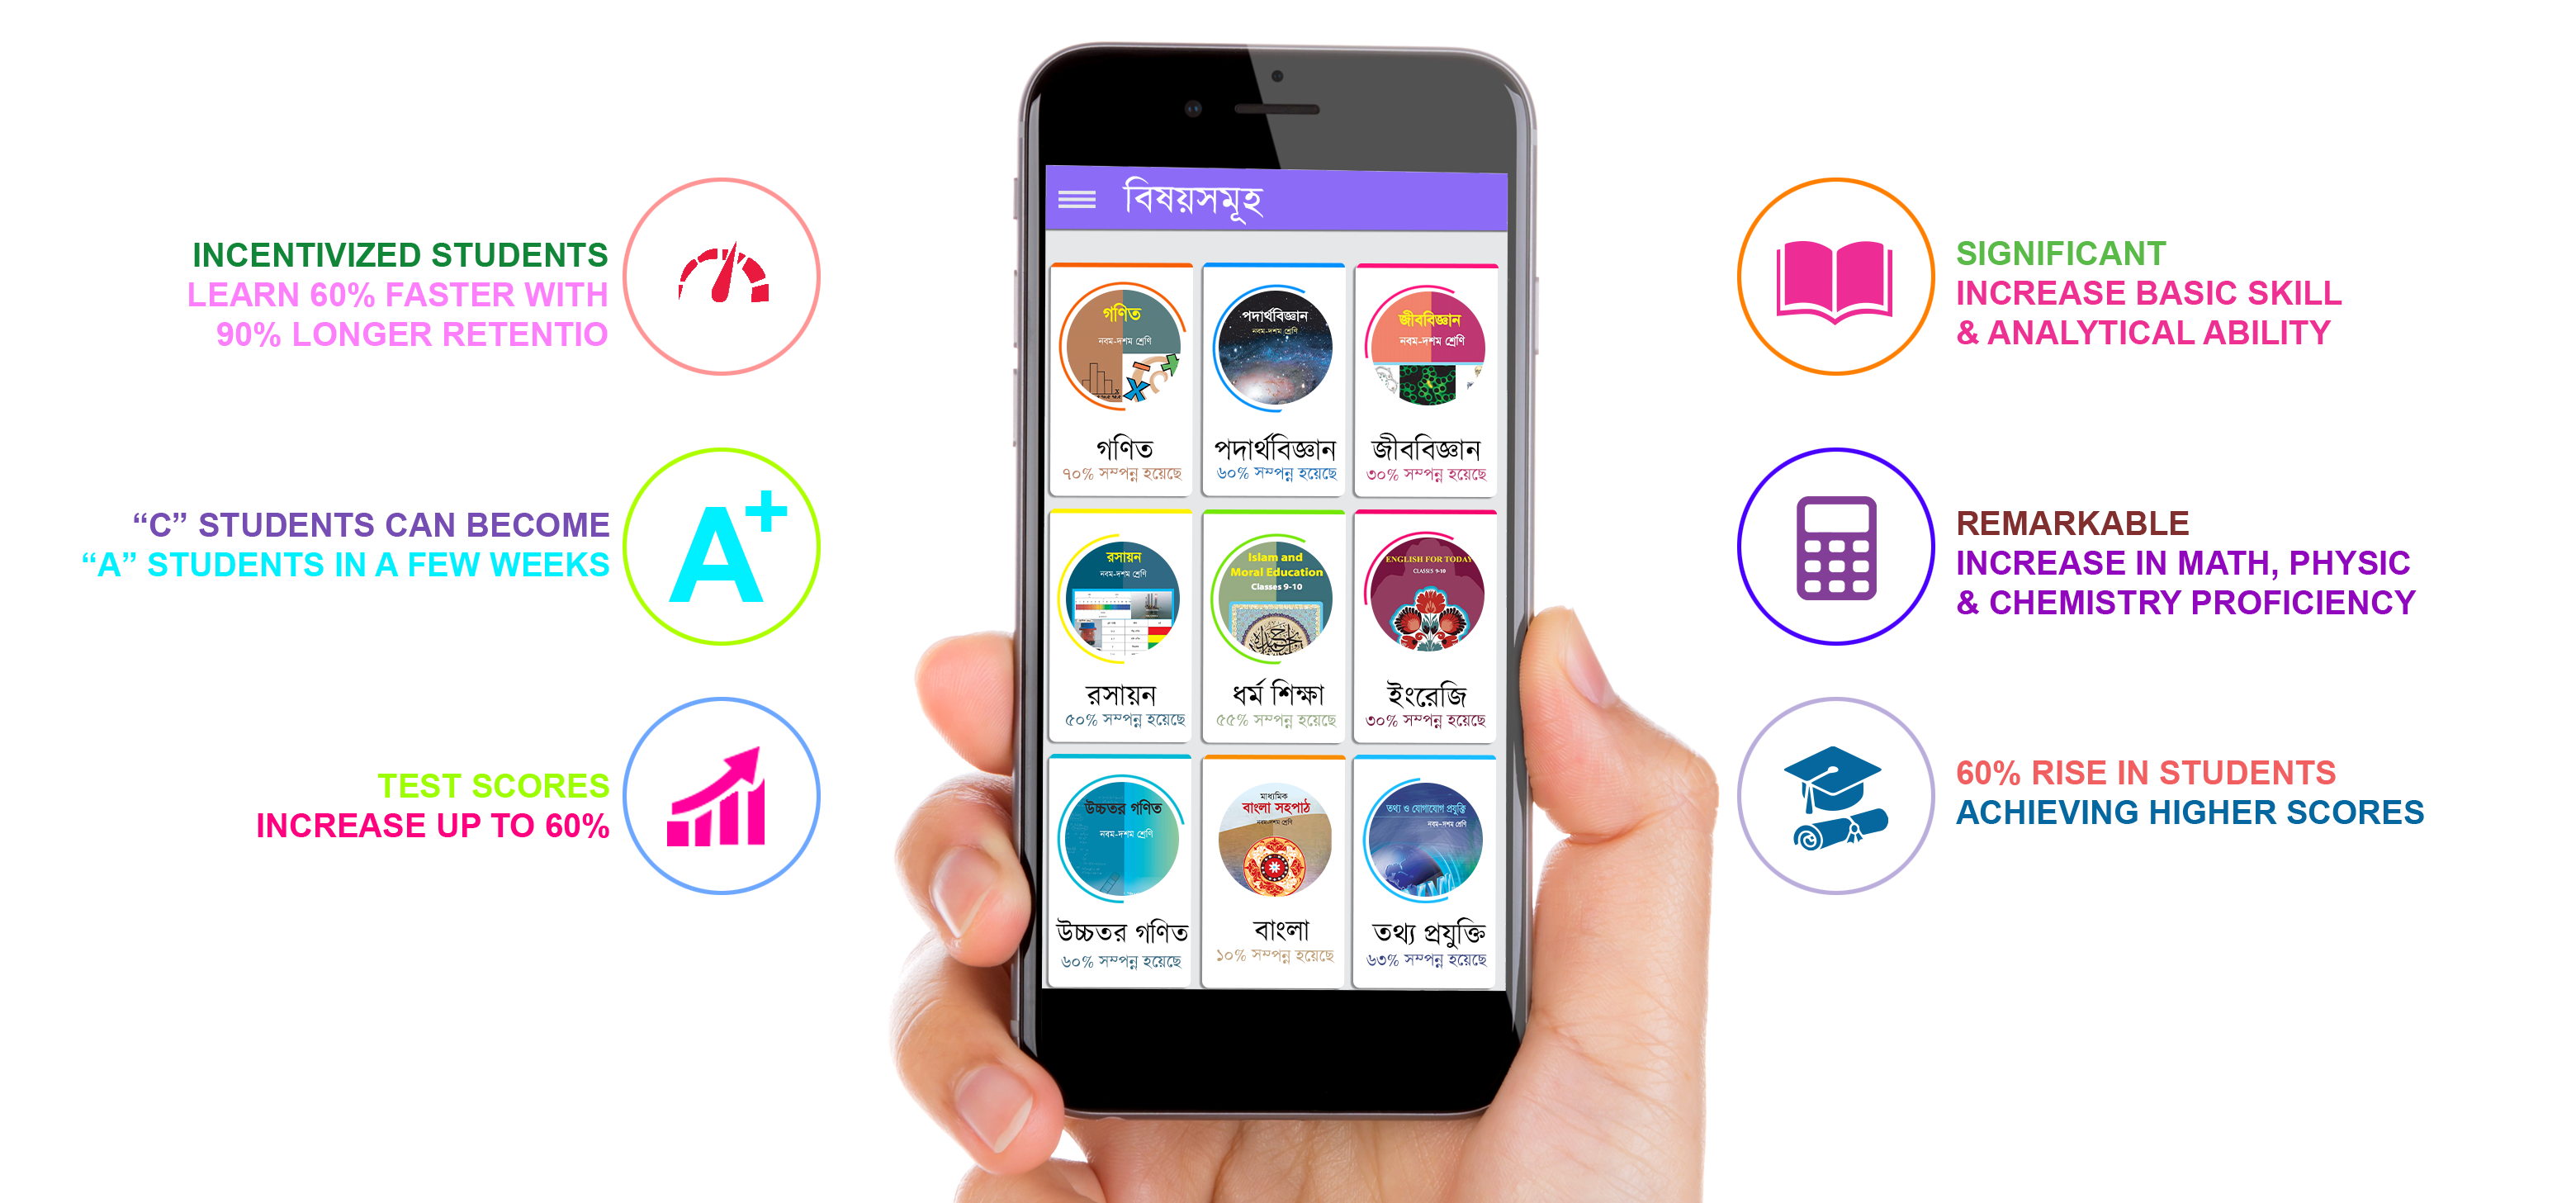 INCENTIVIZED STUDENTS
LEARN 60% FASTER WITH
90% LONGER RETENTIO
“C” STUDENTS CAN BECOME
“A” STUDENTS IN A FEW WEEKS
A+
TEST SCORES
INCREASE UP TO 60%
বিষয়সমূহ
গণিত
নবম-দশম শ্রেণি
গণিত
৭০% সম্পন্ন হয়েছে
পদার্থবিজ্ঞান
নবম-দশম শ্রেণি
পদার্থবিজ্ঞান
৬০% সম্পন্ন হয়েছে
জীববিজ্ঞান
নবম-দশম শ্রেণি
জীববিজ্ঞান
৩০% সম্পন্ন হয়েছে
রসায়ন
নবম-দশম শ্রেণি
রসায়ন
৫০% সম্পন্ন হয়েছে
Islam and
Moral Education
Classes 9-10
ধর্ম শিক্ষা
৫৫% সম্পন্ন হয়েছে
ENGLISH FOR TODAY
CLASSES 9-10
ইংরেজি
৩০% সম্পন্ন হয়েছে
উচ্চতর গণিত
নবম-দশম শ্রেণি
উচ্চতর গণিত
৬০% সম্পন্ন হয়েছে
মাধ্যমিক
বাংলা সহপাঠ
নবম-দশম শ্রেণি
বাংলা
১০% সম্পন্ন হয়েছে
তথ্য ও যোগাযোগ প্রযুক্তি
নবম-দশম শ্রেণি
তথ্য প্রযুক্তি
৬৩% সম্পন্ন হয়েছে
SIGNIFICANT
INCREASE BASIC SKILL
& ANALYTICAL ABILITY
REMARKABLE
INCREASE IN MATH, PHYSIC
& CHEMISTRY PROFICIENCY
60% RISE IN STUDENTS
ACHIEVING HIGHER SCORES